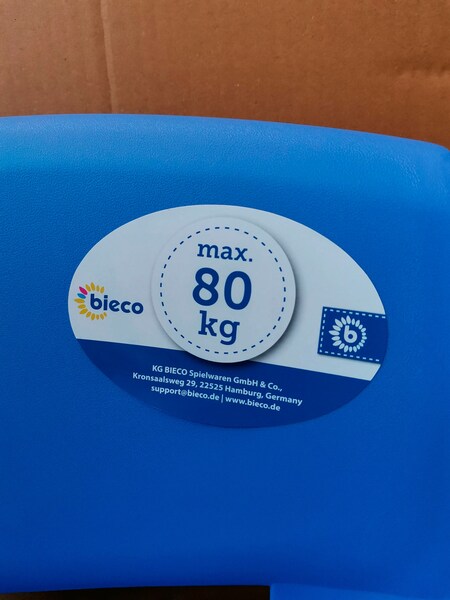 max.
80
kg
bieco
b
KG BIECO Spielwaren GmbH & Co.,
Kronsaalsweg 29, 22525 Hamburg, Germany
support@bieco.de | www.bieco.de